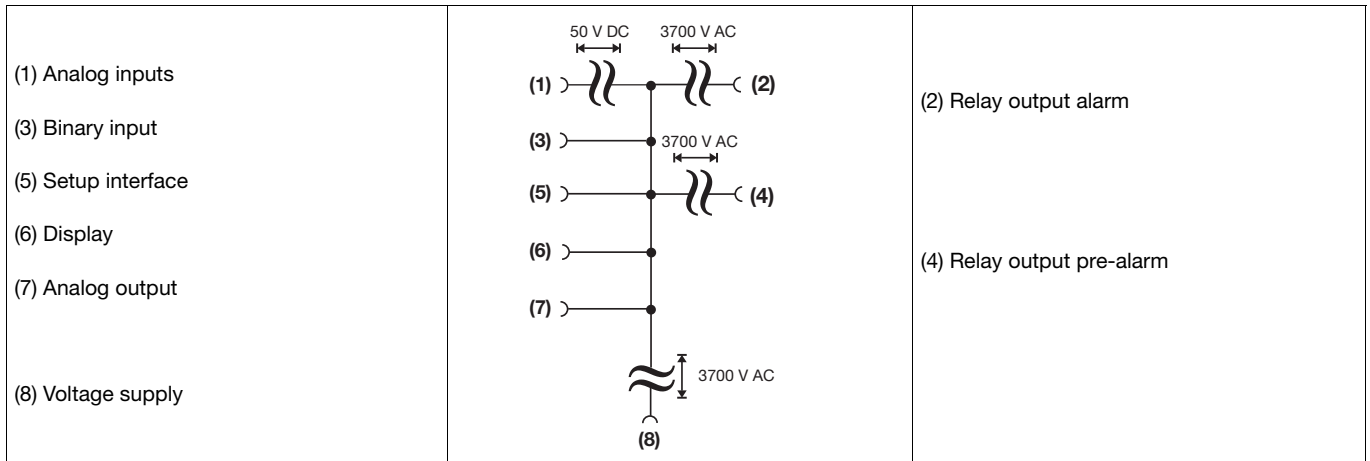 (1) Analog inputs
(3) Binary input
(5) Setup interface
(6) Display
(7) Analog output
(8) Voltage supply
50 V DC
3700 V AC
(1)
(2)
(3)
3700 V AC
(5)
(4)
(6)
(7)
3700 V AC
(8)
(2) Relay output alarm
(4) Relay output pre-alarm